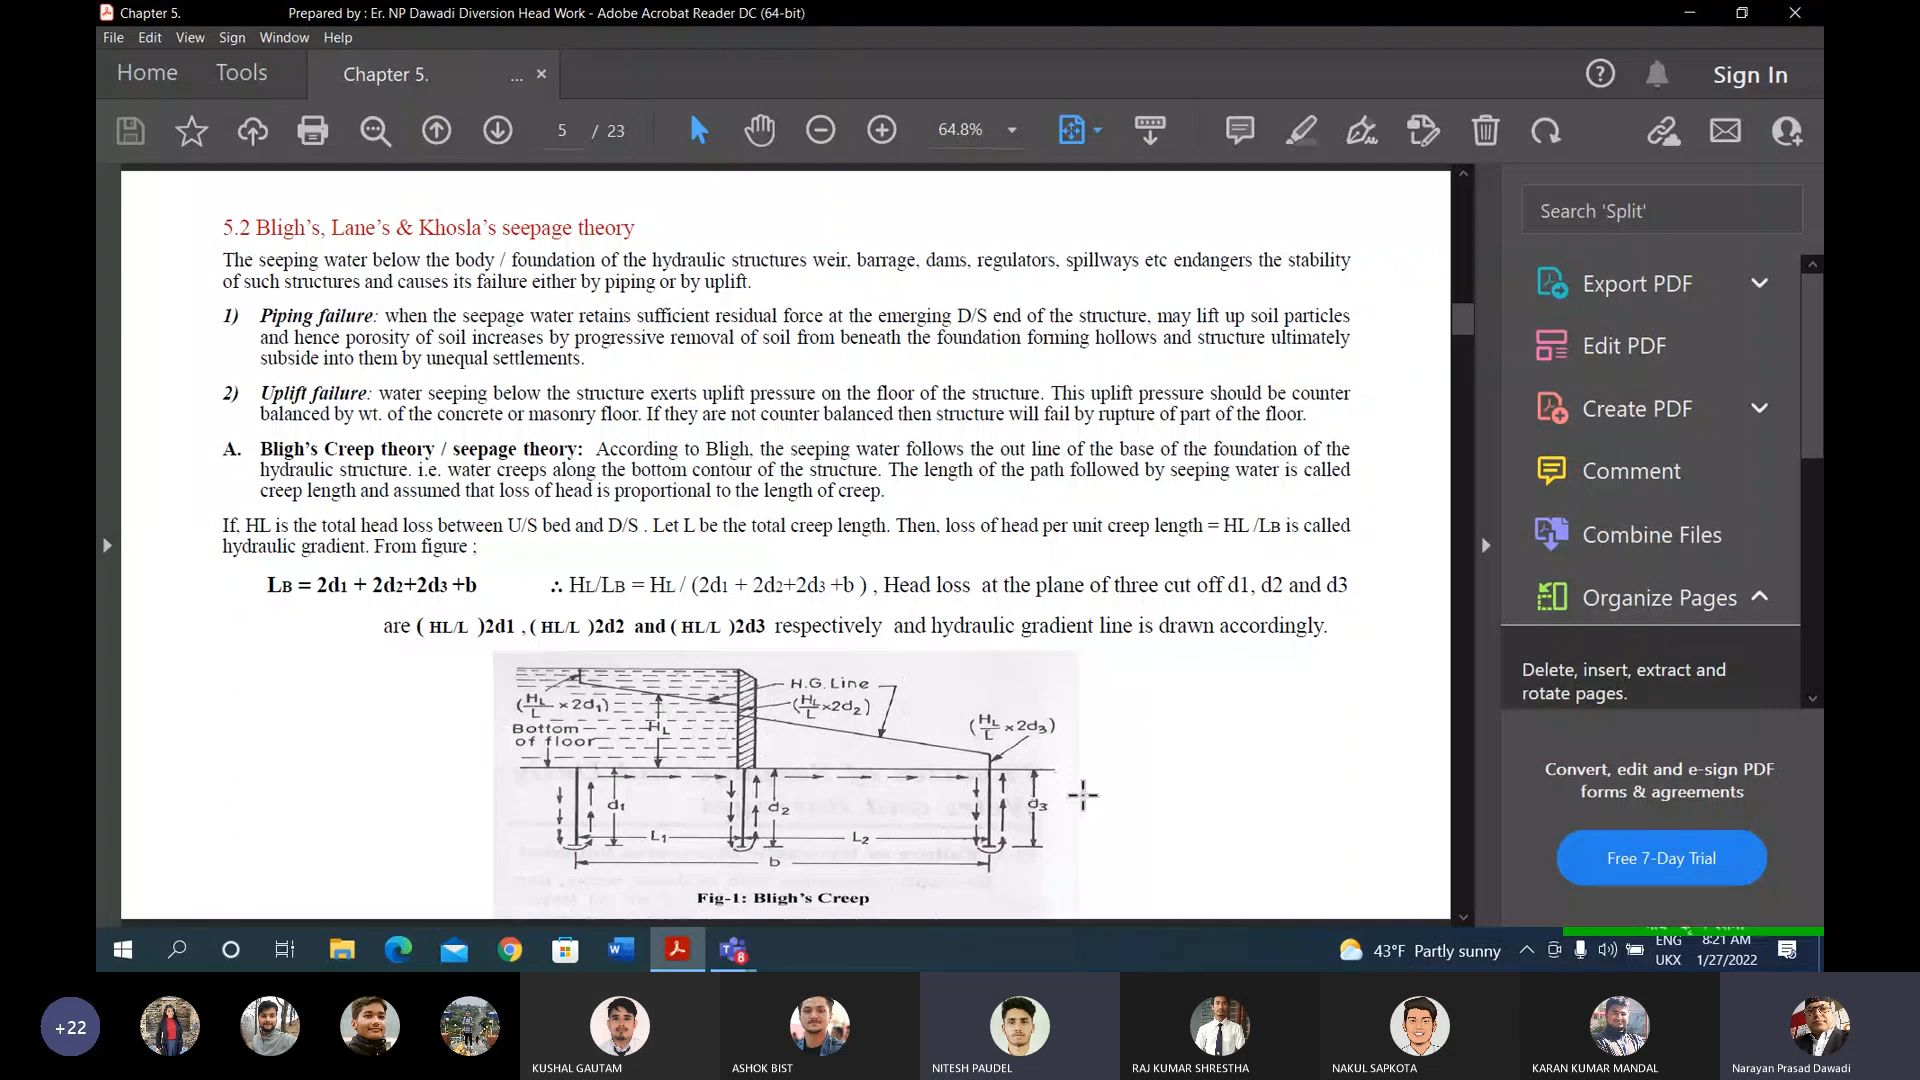 Chapter 5. Prepared by : Er. NP Dawadi Diversion Head Work - Adobe Acrobat Reader DC (64-bit)
File Edit View Sign Window Help
Home Tools Chapter 5. ... × Sign In
5 / 23 64.8%
5.2 Bligh's, Lane's & Khosla's seepage theory
The seeping water below the body / foundation of the hydraulic structures weir, barrage, dams, regulators, spillways etc endangers the stability
of such structures and causes its failure either by piping or by uplift.
1) Piping failure: when the seepage water retains sufficient residual force at the emerging D/S end of the structure, may lift up soil particles
and hence porosity of soil increases by progressive removal of soil from beneath the foundation forming hollows and structure ultimately
subside into them by unequal settlements.
2) Uplift failure: water seeping below the structure exerts uplift pressure on the floor of the structure. This uplift pressure should be counter
balanced by wt. of the concrete or masonry floor. If they are not counter balanced then structure will fail by rupture of part of the floor.
A. Bligh's Creep theory / seepage theory: According to Bligh, the seeping water follows the out line of the base of the foundation of the
hydraulic structure. i.e. water creeps along the bottom contour of the structure. The length of the path followed by seeping water is called
creep length and assumed that loss of head is proportional to the length of creep.
If, HL is the total head loss between U/S bed and D/S . Let L be the total creep length. Then, loss of head per unit creep length = HL /LB is called
hydraulic gradient. From figure ;
LB = 2d1 + 2d2+2d3 +b ∴ HL/LB = HL / (2d1 + 2d2+2d3 +b ) , Head loss at the plane of three cut off d1, d2 and d3
are ( HL/L )2d1 , ( HL/L )2d2 and ( HL/L )2d3 respectively and hydraulic gradient line is drawn accordingly.
H.G. Line
(HL/L × 2d1) HL (HL/L ×2d2) (HL/L ×2d3)
Bottom
of floor
d1 d2 d3
L1 L2
b
Fig-1: Bligh's Creep
Search 'Split'
Export PDF
Edit PDF
Create PDF
Comment
Combine Files
Organize Pages
Delete, insert, extract and
rotate pages.
Convert, edit and e-sign PDF
forms & agreements
Free 7-Day Trial
8
43°F Partly sunny
ENG
UKX
8:21 AM
1/27/2022
+22
KUSHAL GAUTAM
ASHOK BIST
NITESH PAUDEL
RAJ KUMAR SHRESTHA
NAKUL SAPKOTA
KARAN KUMAR MANDAL
Narayan Prasad Dawadi